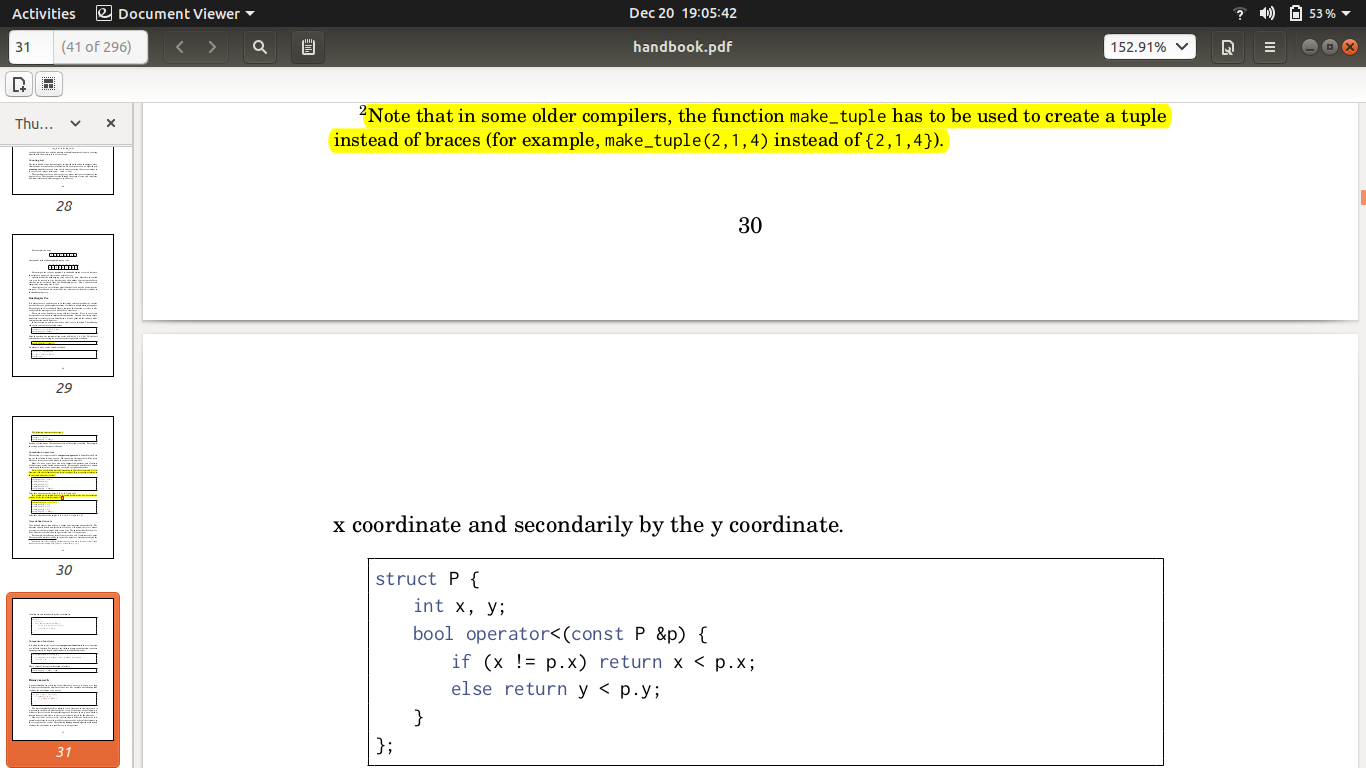 Activities Document Viewer Dec 20 19:05:42 53 %
31 (41 of 296) handbook.pdf 152.91%
Thu...
28
29
30
31
²Note that in some older compilers, the function make_tuple has to be used to create a tuple
instead of braces (for example, make_tuple(2,1,4) instead of {2,1,4}).
30
x coordinate and secondarily by the y coordinate.
struct P {
int x, y;
bool operator<(const P &p) {
if (x != p.x) return x < p.x;
else return y < p.y;
}
};